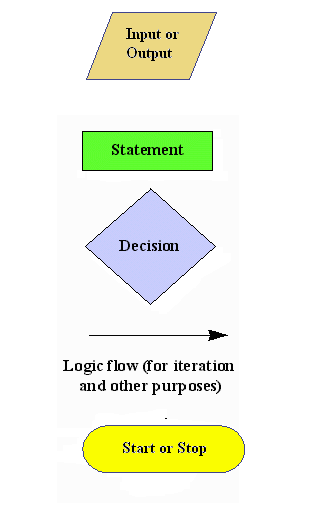 Input or
Output
Statement
Decision
Logic flow (for iteration
and other purposes)
Start or Stop